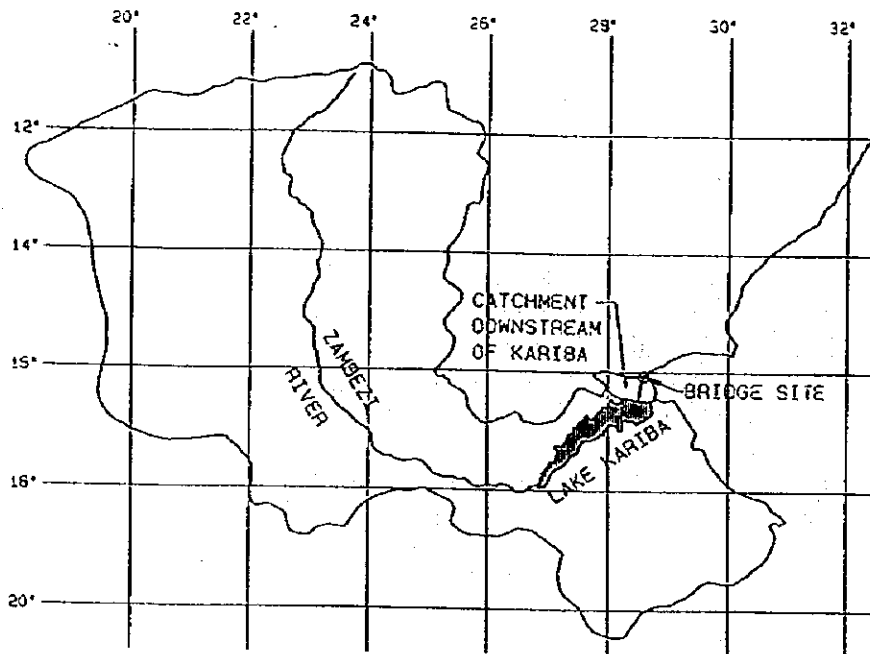 20° 22° 24° 26° 28° 30° 32°
12°
14°
CATCHMENT
DOWNSTREAM
OF KARIBA
15°
BRIDGE SITE
ZAMBEZI
RIVER
LAKE KARIBA
18°
20°